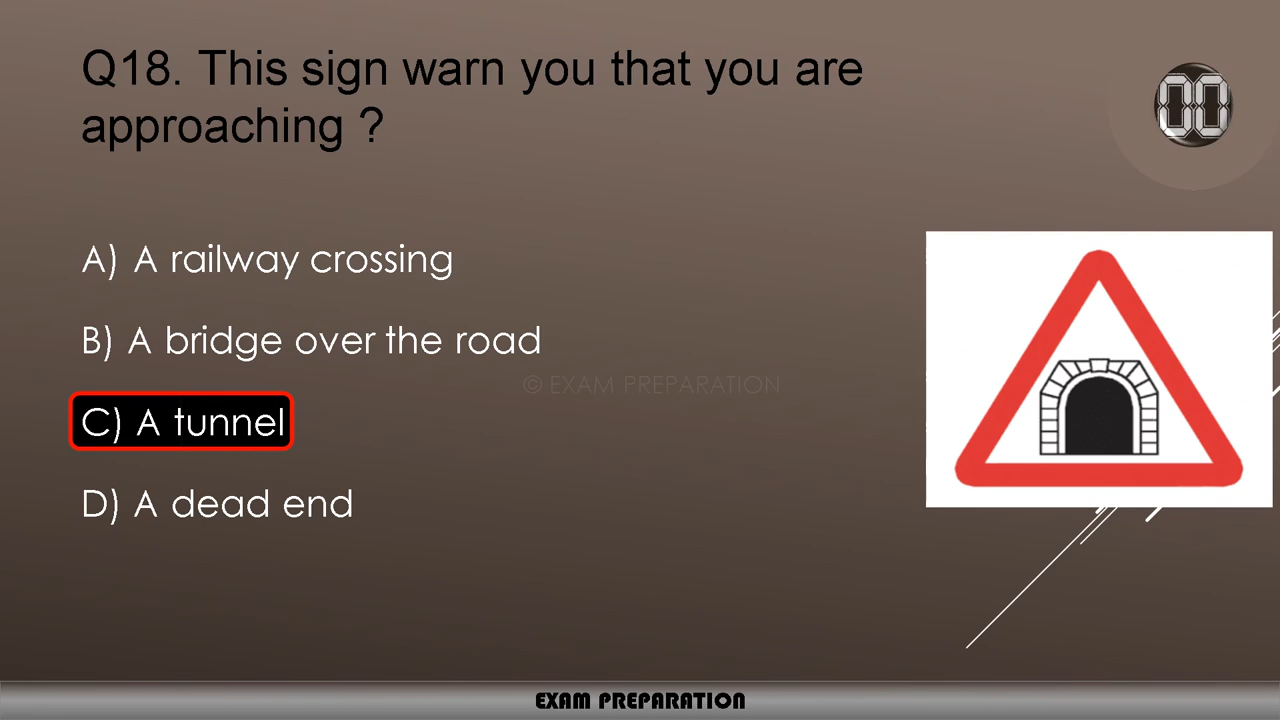 Q18. This sign warn you that you are
approaching ?
00
A) A railway crossing
B) A bridge over the road
© EXAM PREPARATION
C) A tunnel
D) A dead end
EXAM PREPARATION